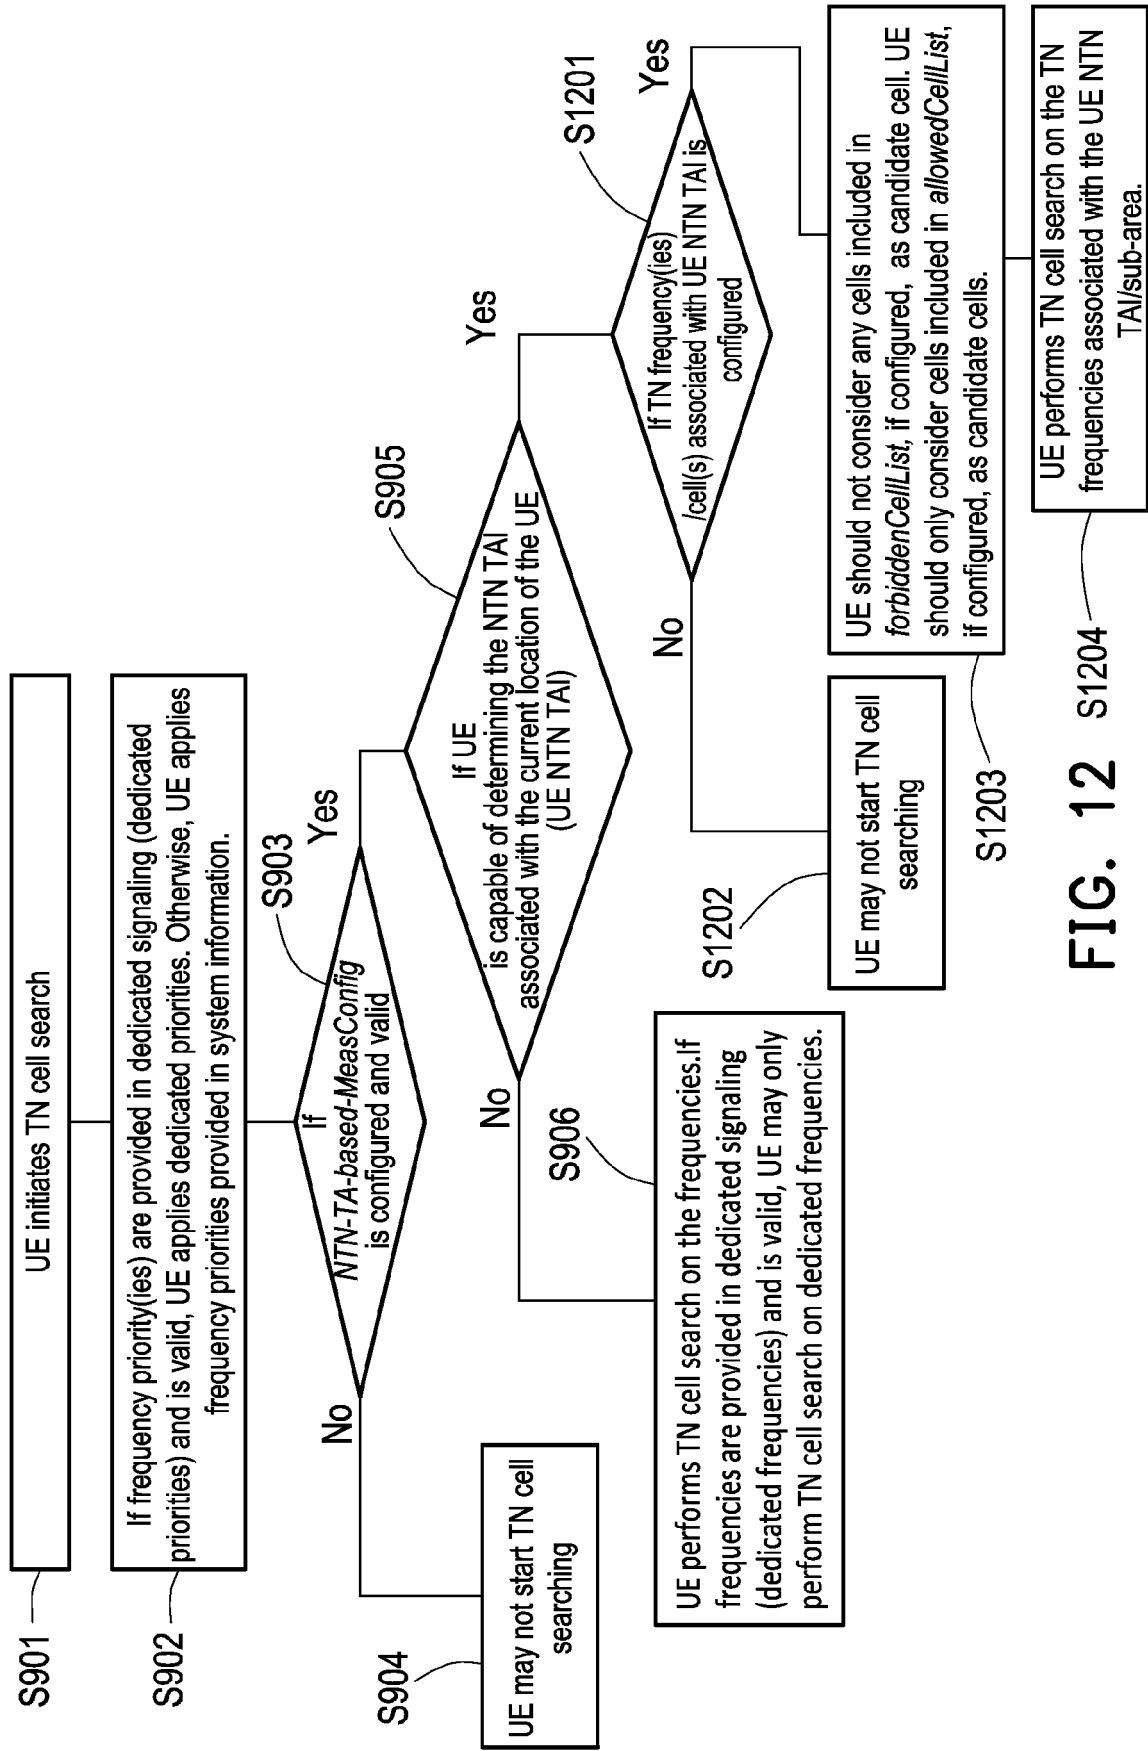 S901
UE initiates TN cell search
S902
If frequency priority(ies) are provided in dedicated signaling (dedicated
priorities) and is valid, UE applies dedicated priorities. Otherwise, UE applies
frequency priorities provided in system information.
S903
If
NTN-TA-based-MeasConfig
is configured and valid
No
Yes
S904
UE may not start TN cell
searching
S905
If UE
is capable of determining the NTN TAI
associated with the current location of the UE
(UE NTN TAI)
No
Yes
S906
UE performs TN cell search on the frequencies.If
frequencies are provided in dedicated signaling
(dedicated frequencies) and is valid, UE may only
perform TN cell search on dedicated frequencies.
S1201
If TN frequency(ies)
/cell(s) associated with UE NTN TAI is
configured
No
Yes
S1202
UE may not start TN cell
searching
UE should not consider any cells included in
forbiddenCellList, if configured, as candidate cell. UE
should only consider cells included in allowedCellList,
if configured, as candidate cells.
S1203
UE performs TN cell search on the TN
frequencies associated with the UE NTN
TAI/sub-area.
S1204
FIG. 12